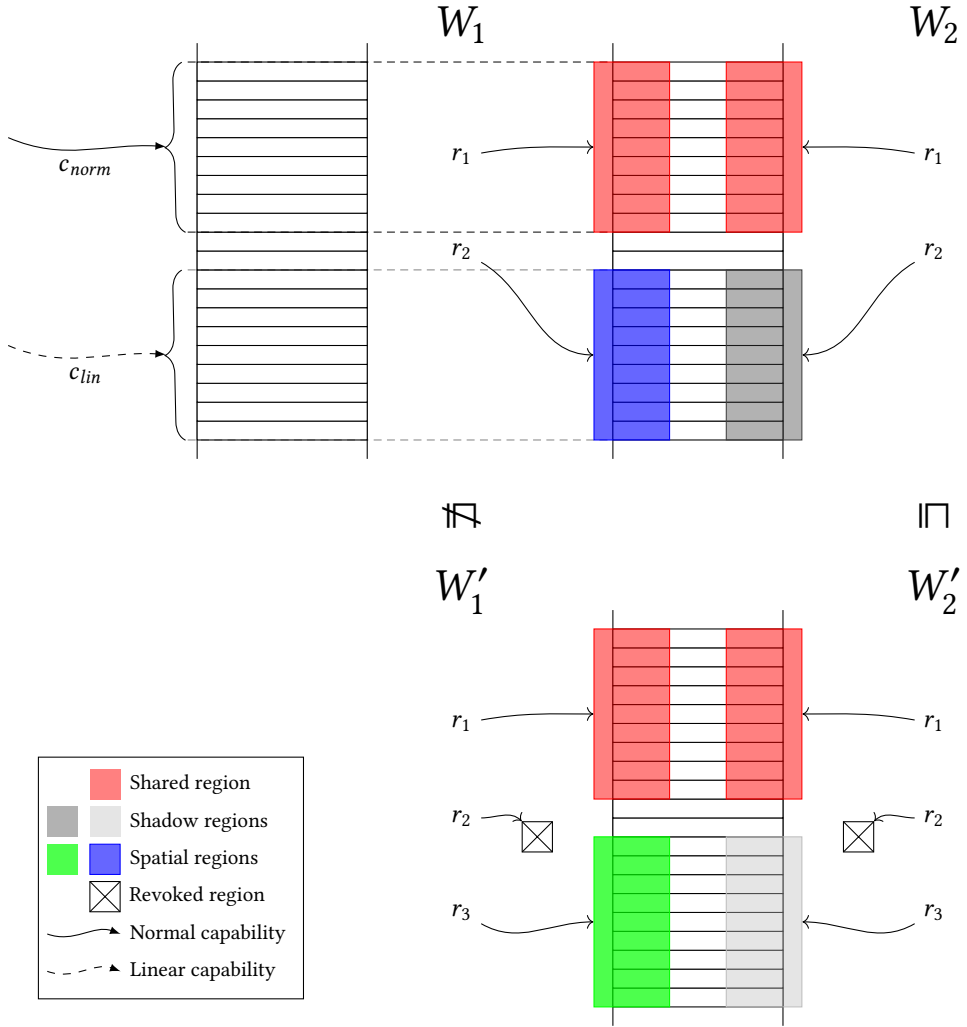 W₁ W₂
r₁ r₁
c_norm
r₂ r₂
c_lin
⋣ ⊒
W₁′ W₂′
r₁ r₁
Shared region
r₂ r₂
Shadow regions
Spatial regions
Revoked region
r₃ r₃
Normal capability
Linear capability